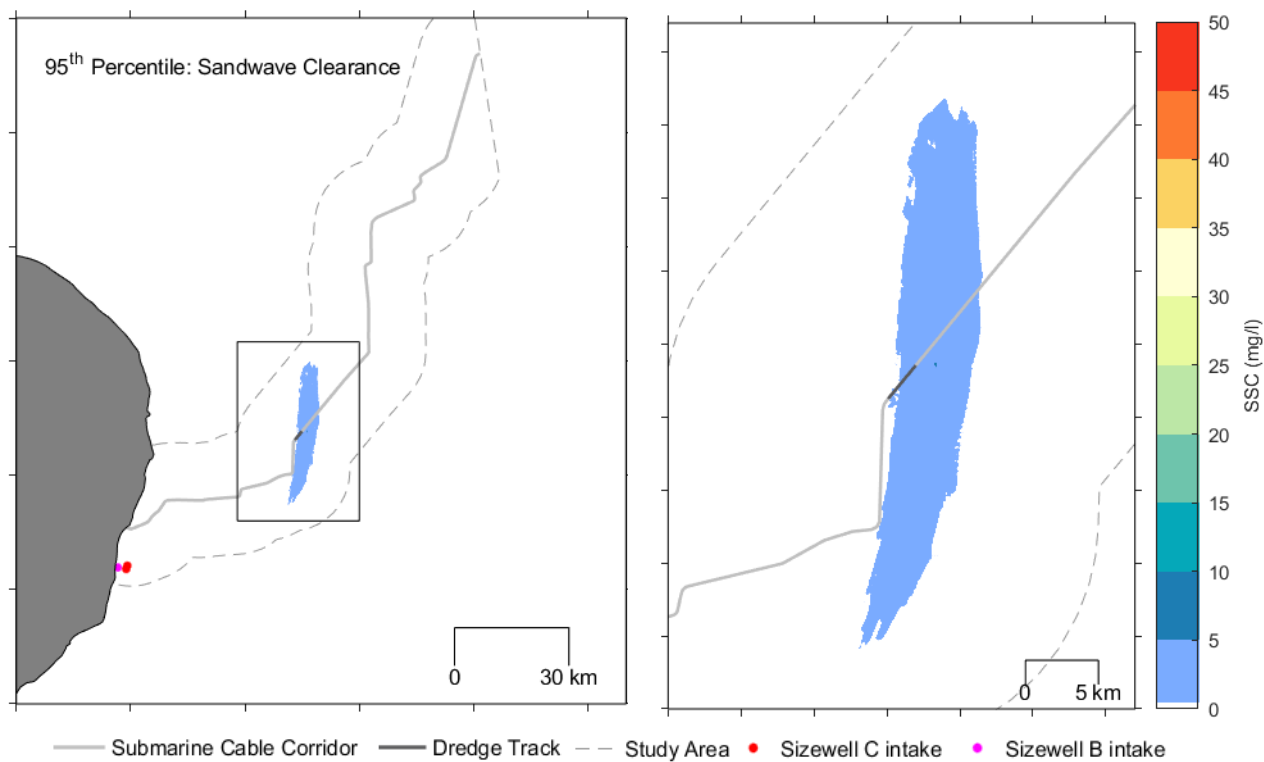 95th Percentile: Sandwave Clearance
0 30 km
0 5 km
50
45
40
35
30
25
20
15
10
5
0
SSC (mg/l)
Submarine Cable Corridor Dredge Track Study Area Sizewell C intake Sizewell B intake